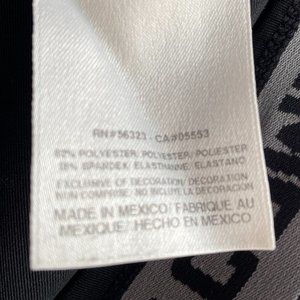 RN#56323 - CA#05553
82% POLYESTER/ POLYESTER/ POLIESTER
18% SPANDEX/ ELASTHANNE/ ELASTANO
EXCLUSIVE OF DECORATION/ DECORATION
NON COMPRISE/ NO INCLUYE LA DECORACION
MADE IN MEXICO/ FABRIQUE AU
MEXIQUE/ HECHO EN MEXICO